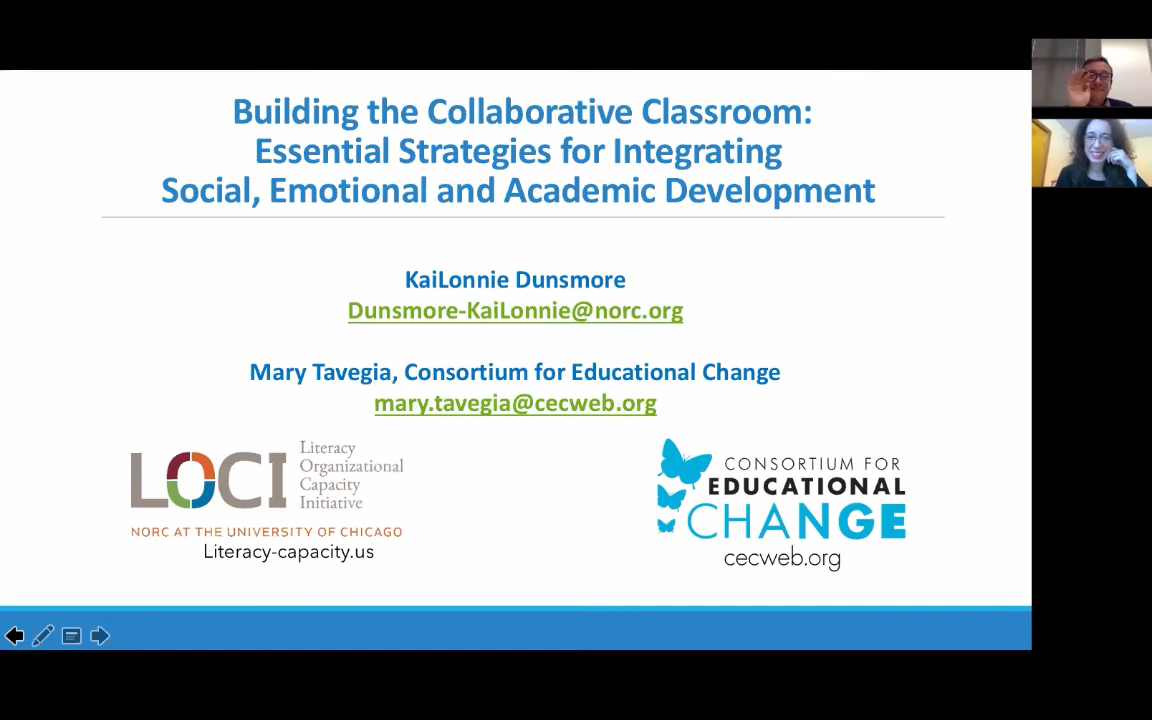 Building the Collaborative Classroom:
Essential Strategies for Integrating
Social, Emotional and Academic Development
KaiLonnie Dunsmore
Dunsmore-KaiLonnie@norc.org
Mary Tavegia, Consortium for Educational Change
mary.tavegia@cecweb.org
LOCI
Literacy
Organizational
Capacity
Initiative
NORC AT THE UNIVERSITY OF CHICAGO
Literacy-capacity.us
CONSORTIUM FOR
EDUCATIONAL
CHANGE
cecweb.org